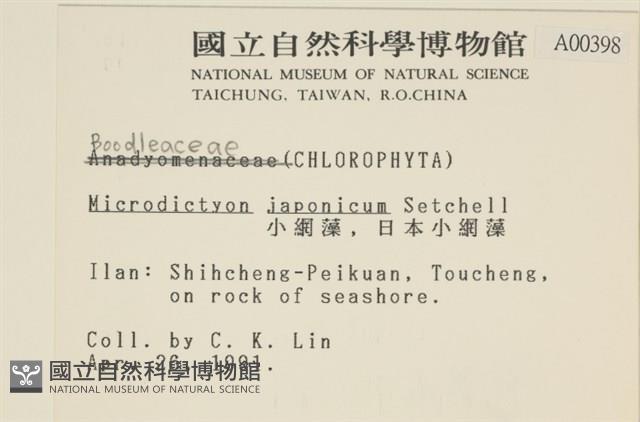 國立自然科學博物館 A00398
NATIONAL MUSEUM OF NATURAL SCIENCE
TAICHUNG, TAIWAN, R.O.CHINA
Boodleaceae
Anadyomenaceae (CHLOROPHYTA)
Microdictyon japonicum Setchell
小網藻, 日本小網藻
Ilan: Shihcheng-Peikuan, Toucheng,
on rock of seashore.
Coll. by C. K. Lin
Apr. 26, 1991.
國立自然科學博物館
NATIONAL MUSEUM OF NATURAL SCIENCE